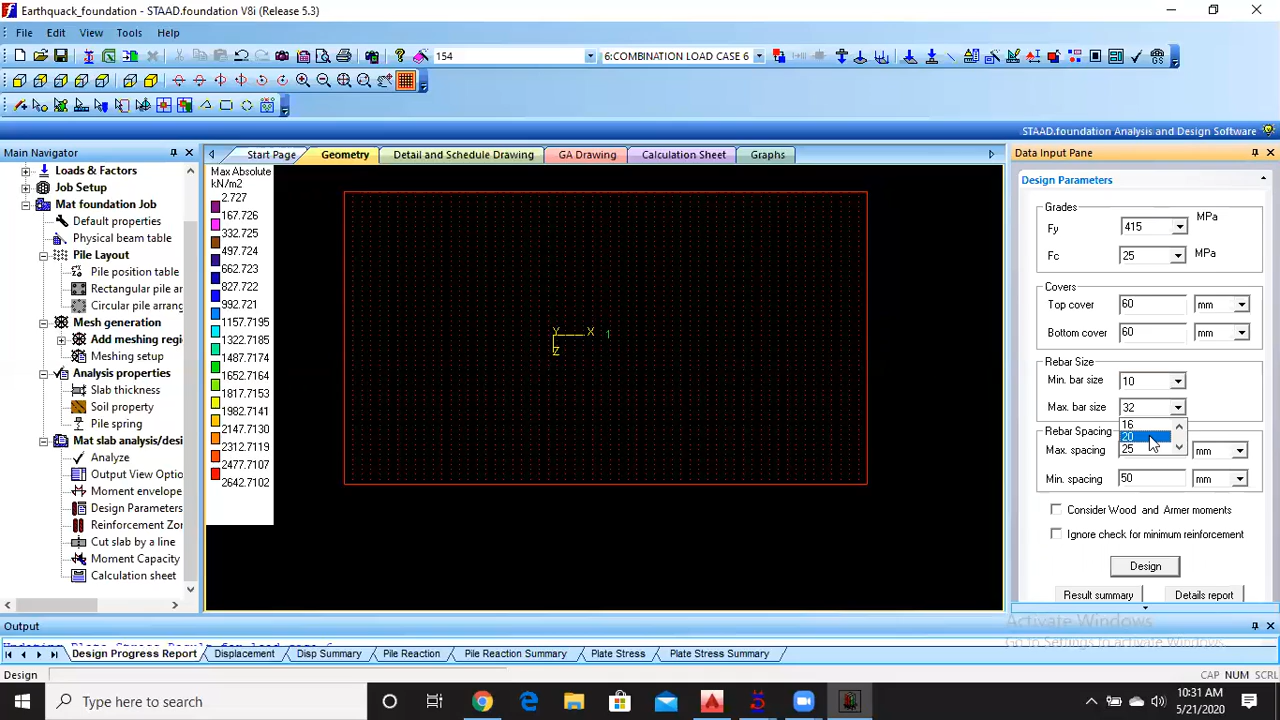 Earthquack_foundation - STAAD.foundation V8i (Release 5.3)
File Edit View Tools Help
154
6:COMBINATION LOAD CASE 6
STAAD.foundation Analysis and Design Software
Main Navigator
Loads & Factors
Job Setup
Mat foundation Job
Default properties
Physical beam table
Pile Layout
Pile position table
Rectangular pile ar
Circular pile arrang
Mesh generation
Add meshing regi
Meshing setup
Analysis properties
Slab thickness
Soil property
Pile spring
Mat slab analysis/desi
Analyze
Output View Optio
Moment envelope
Design Parameters
Reinforcement Zon
Cut slab by a line
Moment Capacity
Calculation sheet
Start Page Geometry Detail and Schedule Drawing GA Drawing Calculation Sheet Graphs
Max Absolute
kN/m2
2.727
167.726
332.725
497.724
662.723
827.722
992.721
1157.7195
1322.7185
1487.7174
1652.7164
1817.7153
1982.7141
2147.7130
2312.7119
2477.7107
2642.7102
Y X 1
Z
Data Input Pane
Design Parameters
Grades
Fy 415 MPa
Fc 25 MPa
Covers
Top cover 60 mm
Bottom cover 60 mm
Rebar Size
Min. bar size 10
Max. bar size 32
16
20
25
Rebar Spacing
Max. spacing mm
Min. spacing 50 mm
Consider Wood and Armer moments
Ignore check for minimum reinforcement
Design
Result summary Details report
Activate Windows
Go to Settings to activate Windows.
Output
Design Progress Report Displacement Disp Summary Pile Reaction Pile Reaction Summary Plate Stress Plate Stress Summary
Design
CAP NUM SCRL
Type here to search
10:31 AM
5/21/2020